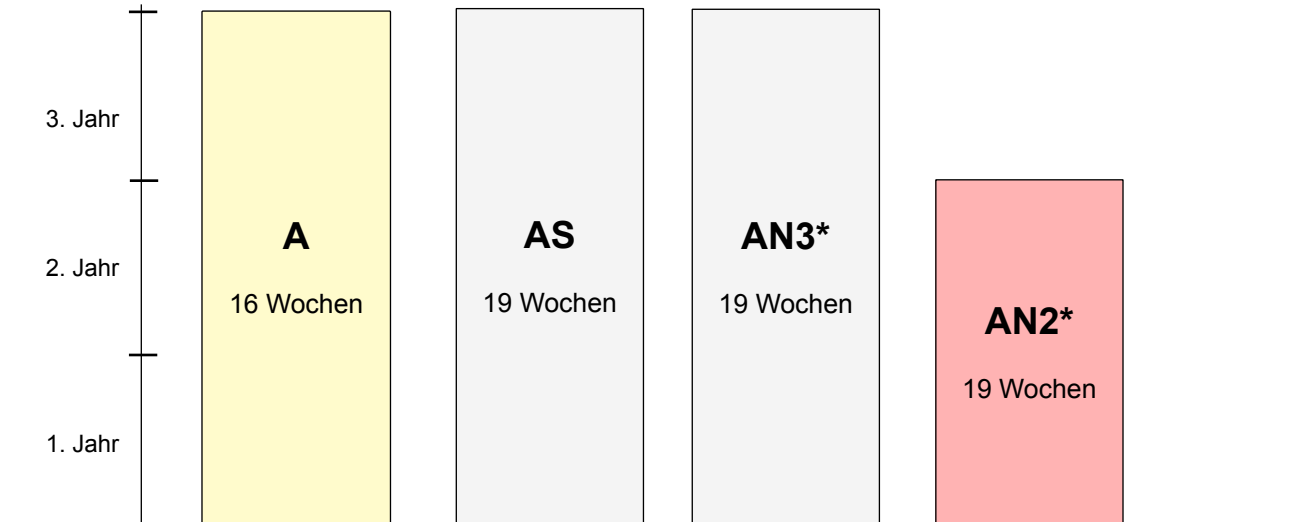 3. Jahr
2. Jahr
1. Jahr
A
16 Wochen
AS
19 Wochen
AN3*
19 Wochen
AN2*
19 Wochen